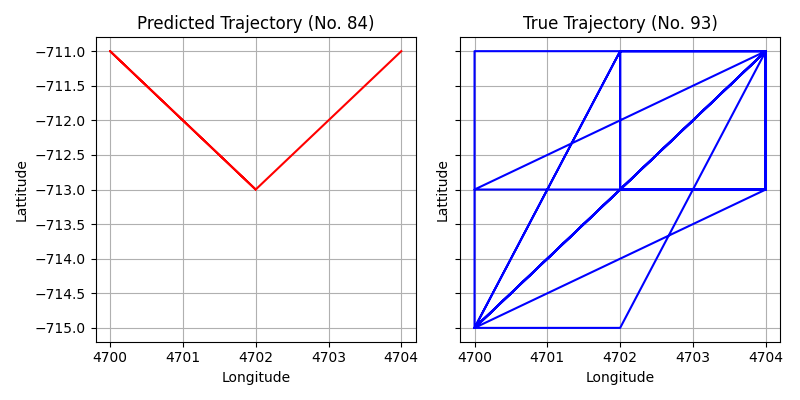 Predicted Trajectory (No. 84)
True Trajectory (No. 93)
−711.0
−711.5
−712.0
−712.5
−713.0
−713.5
−714.0
−714.5
−715.0
Lattitude
Lattitude
4700 4701 4702 4703 4704
4700 4701 4702 4703 4704
Longitude
Longitude